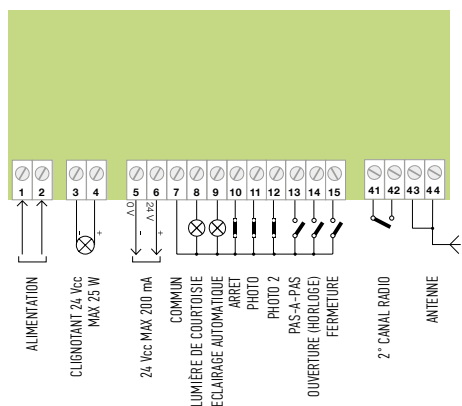 1 2 3 4 5 6 7 8 9 10 11 12 13 14 15 41 42 43 44
0 V
24 V
- +
- +
ALIMENTATION
CLIGNOTANT 24 Vcc
MAX 25 W
24 Vcc MAX 200 mA
COMMUN
LUMIÈRE DE COURTOISIE
ECLAIRAGE AUTOMATIQUE
ARRET
PHOTO
PHOTO 2
PAS-A-PAS
OUVERTURE (HORLOGE)
FERMETURE
2° CANAL RADIO
ANTENNE